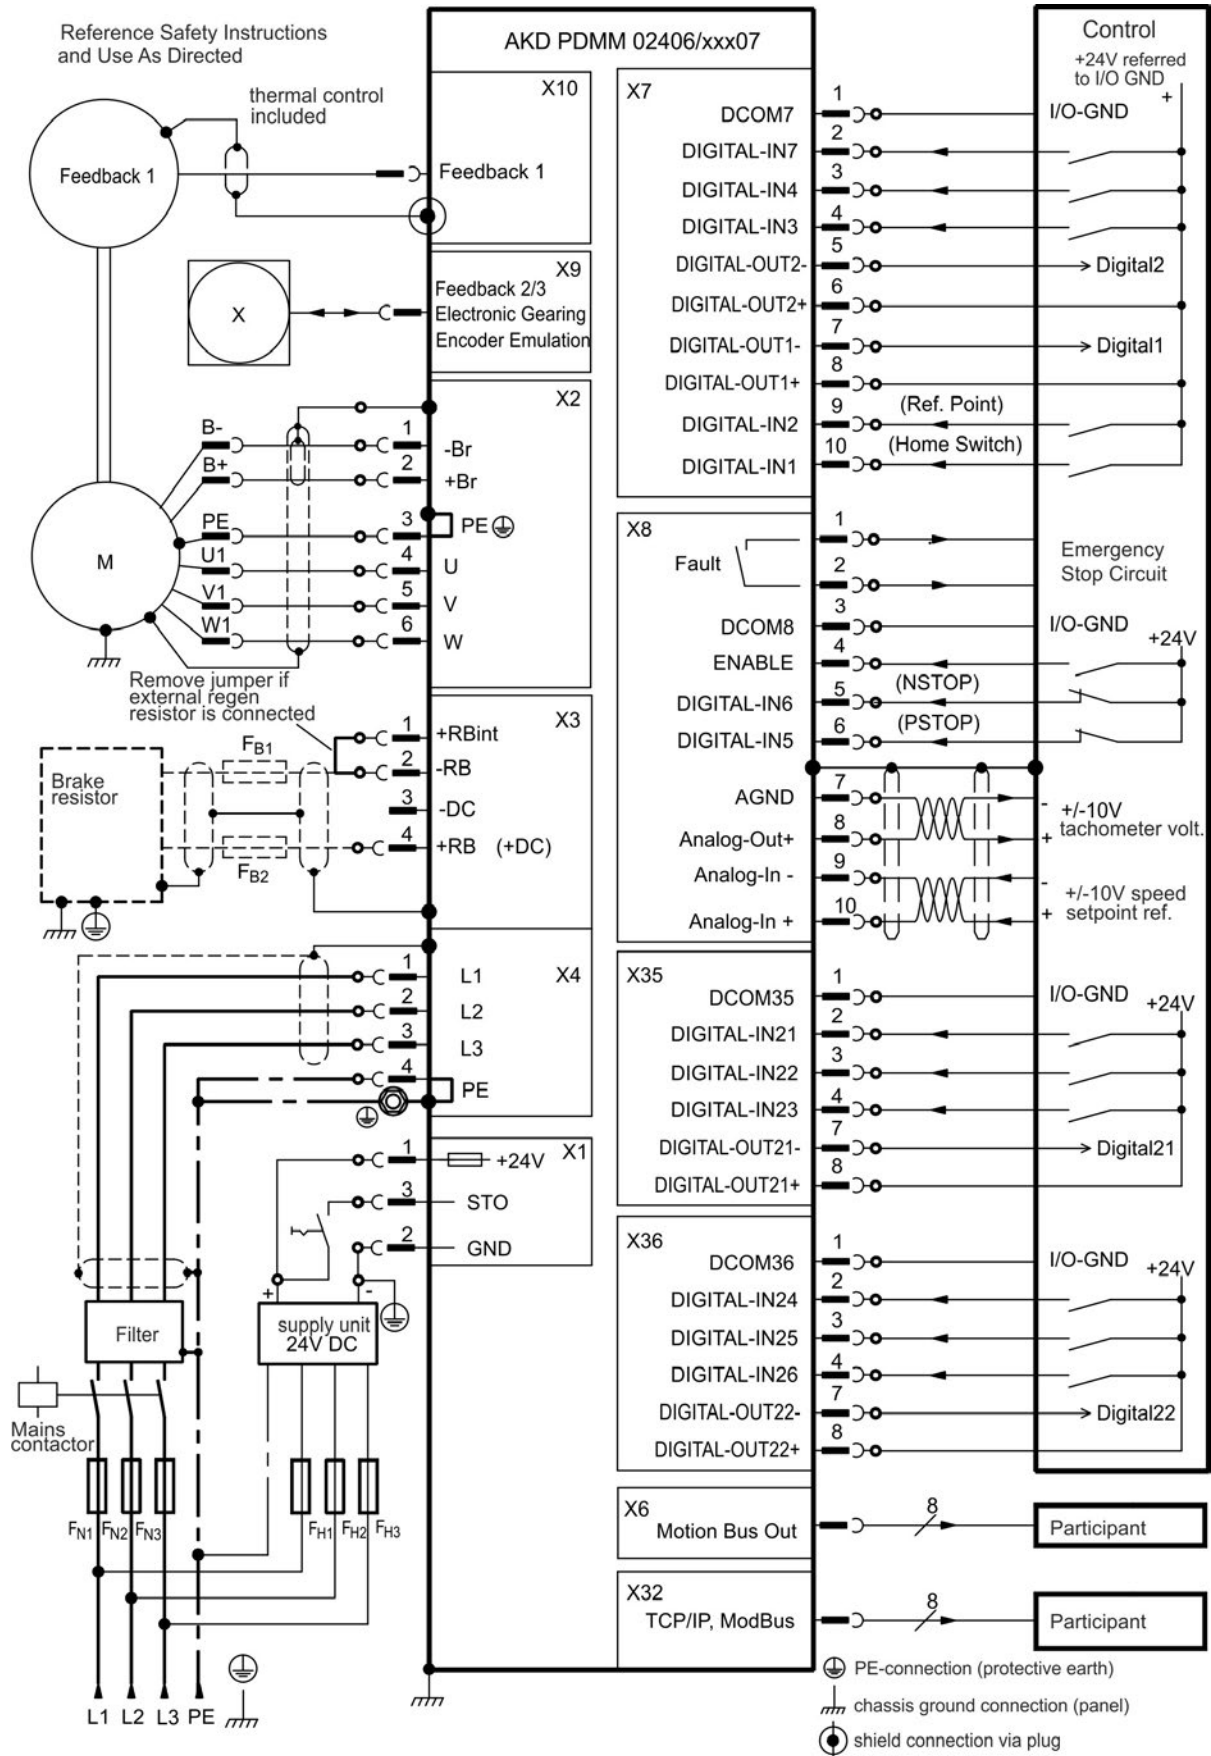 Reference Safety Instructions
and Use As Directed
AKD PDMM 02406/xxx07
Control
+24V referred
to I/O GND
+
thermal control
included
Feedback 1
X10
Feedback 1
X
X9
Feedback 2/3
Electronic Gearing
Encoder Emulation
X2
B-
1
-Br
B+
2
+Br
PE
3
PE
U1
4
U
V1
5
V
W1
6
W
M
Remove jumper if
external regen
resistor is connected
X3
1
+RBint
FB1
2
-RB
Brake
resistor
3
-DC
4
+RB (+DC)
FB2
X4
1
L1
2
L2
3
L3
4
PE
X1
1
+24V
3
STO
2
GND
+
-
supply unit
24V DC
Filter
Mains
contactor
FN1
FN2
FN3
FH1
FH2
FH3
L1
L2
L3
PE
X7
DCOM7
1
I/O-GND
DIGITAL-IN7
2
DIGITAL-IN4
3
DIGITAL-IN3
4
DIGITAL-OUT2-
5
Digital2
DIGITAL-OUT2+
6
DIGITAL-OUT1-
7
Digital1
DIGITAL-OUT1+
8
DIGITAL-IN2
9
(Ref. Point)
DIGITAL-IN1
10
(Home Switch)
X8
Fault
1
2
Emergency
Stop Circuit
DCOM8
3
I/O-GND
+24V
ENABLE
4
DIGITAL-IN6
5
(NSTOP)
DIGITAL-IN5
6
(PSTOP)
AGND
7
-
Analog-Out+
8
+
+/-10V
tachometer volt.
Analog-In -
9
-
Analog-In +
10
+
+/-10V speed
setpoint ref.
X35
DCOM35
1
I/O-GND
+24V
DIGITAL-IN21
2
DIGITAL-IN22
3
DIGITAL-IN23
4
DIGITAL-OUT21-
7
Digital21
DIGITAL-OUT21+
8
X36
DCOM36
1
I/O-GND
+24V
DIGITAL-IN24
2
DIGITAL-IN25
3
DIGITAL-IN26
4
DIGITAL-OUT22-
7
Digital22
DIGITAL-OUT22+
8
X6
Motion Bus Out
8
Participant
X32
TCP/IP, ModBus
8
Participant
PE-connection (protective earth)
chassis ground connection (panel)
shield connection via plug